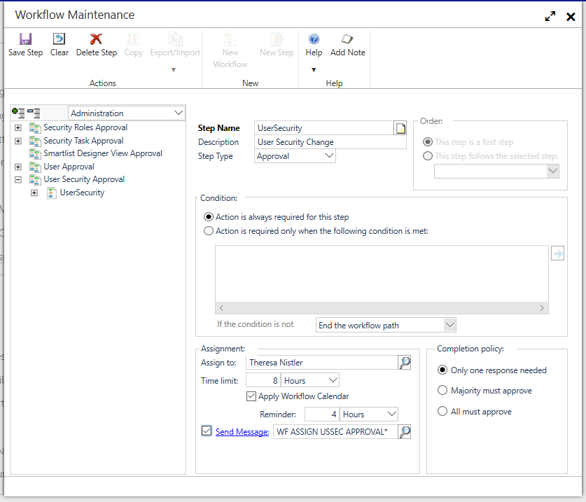 Workflow Maintenance
Save Step Clear Delete Step Copy Export/Import New Workflow New Step Help Add Note
Actions New Help
Administration
Security Roles Approval
Security Task Approval
Smartlist Designer View Approval
User Approval
User Security Approval
UserSecurity
Step Name UserSecurity
Description User Security Change
Step Type Approval
Order:
This step is a first step
This step follows the selected step:
Condition:
Action is always required for this step
Action is required only when the following condition is met:
If the condition is not End the workflow path
Assignment:
Assign to: Theresa Nistler
Time limit: 8 Hours
Apply Workflow Calendar
Reminder: 4 Hours
Send Message: WF ASSIGN USSEC APPROVAL*
Completion policy:
Only one response needed
Majority must approve
All must approve